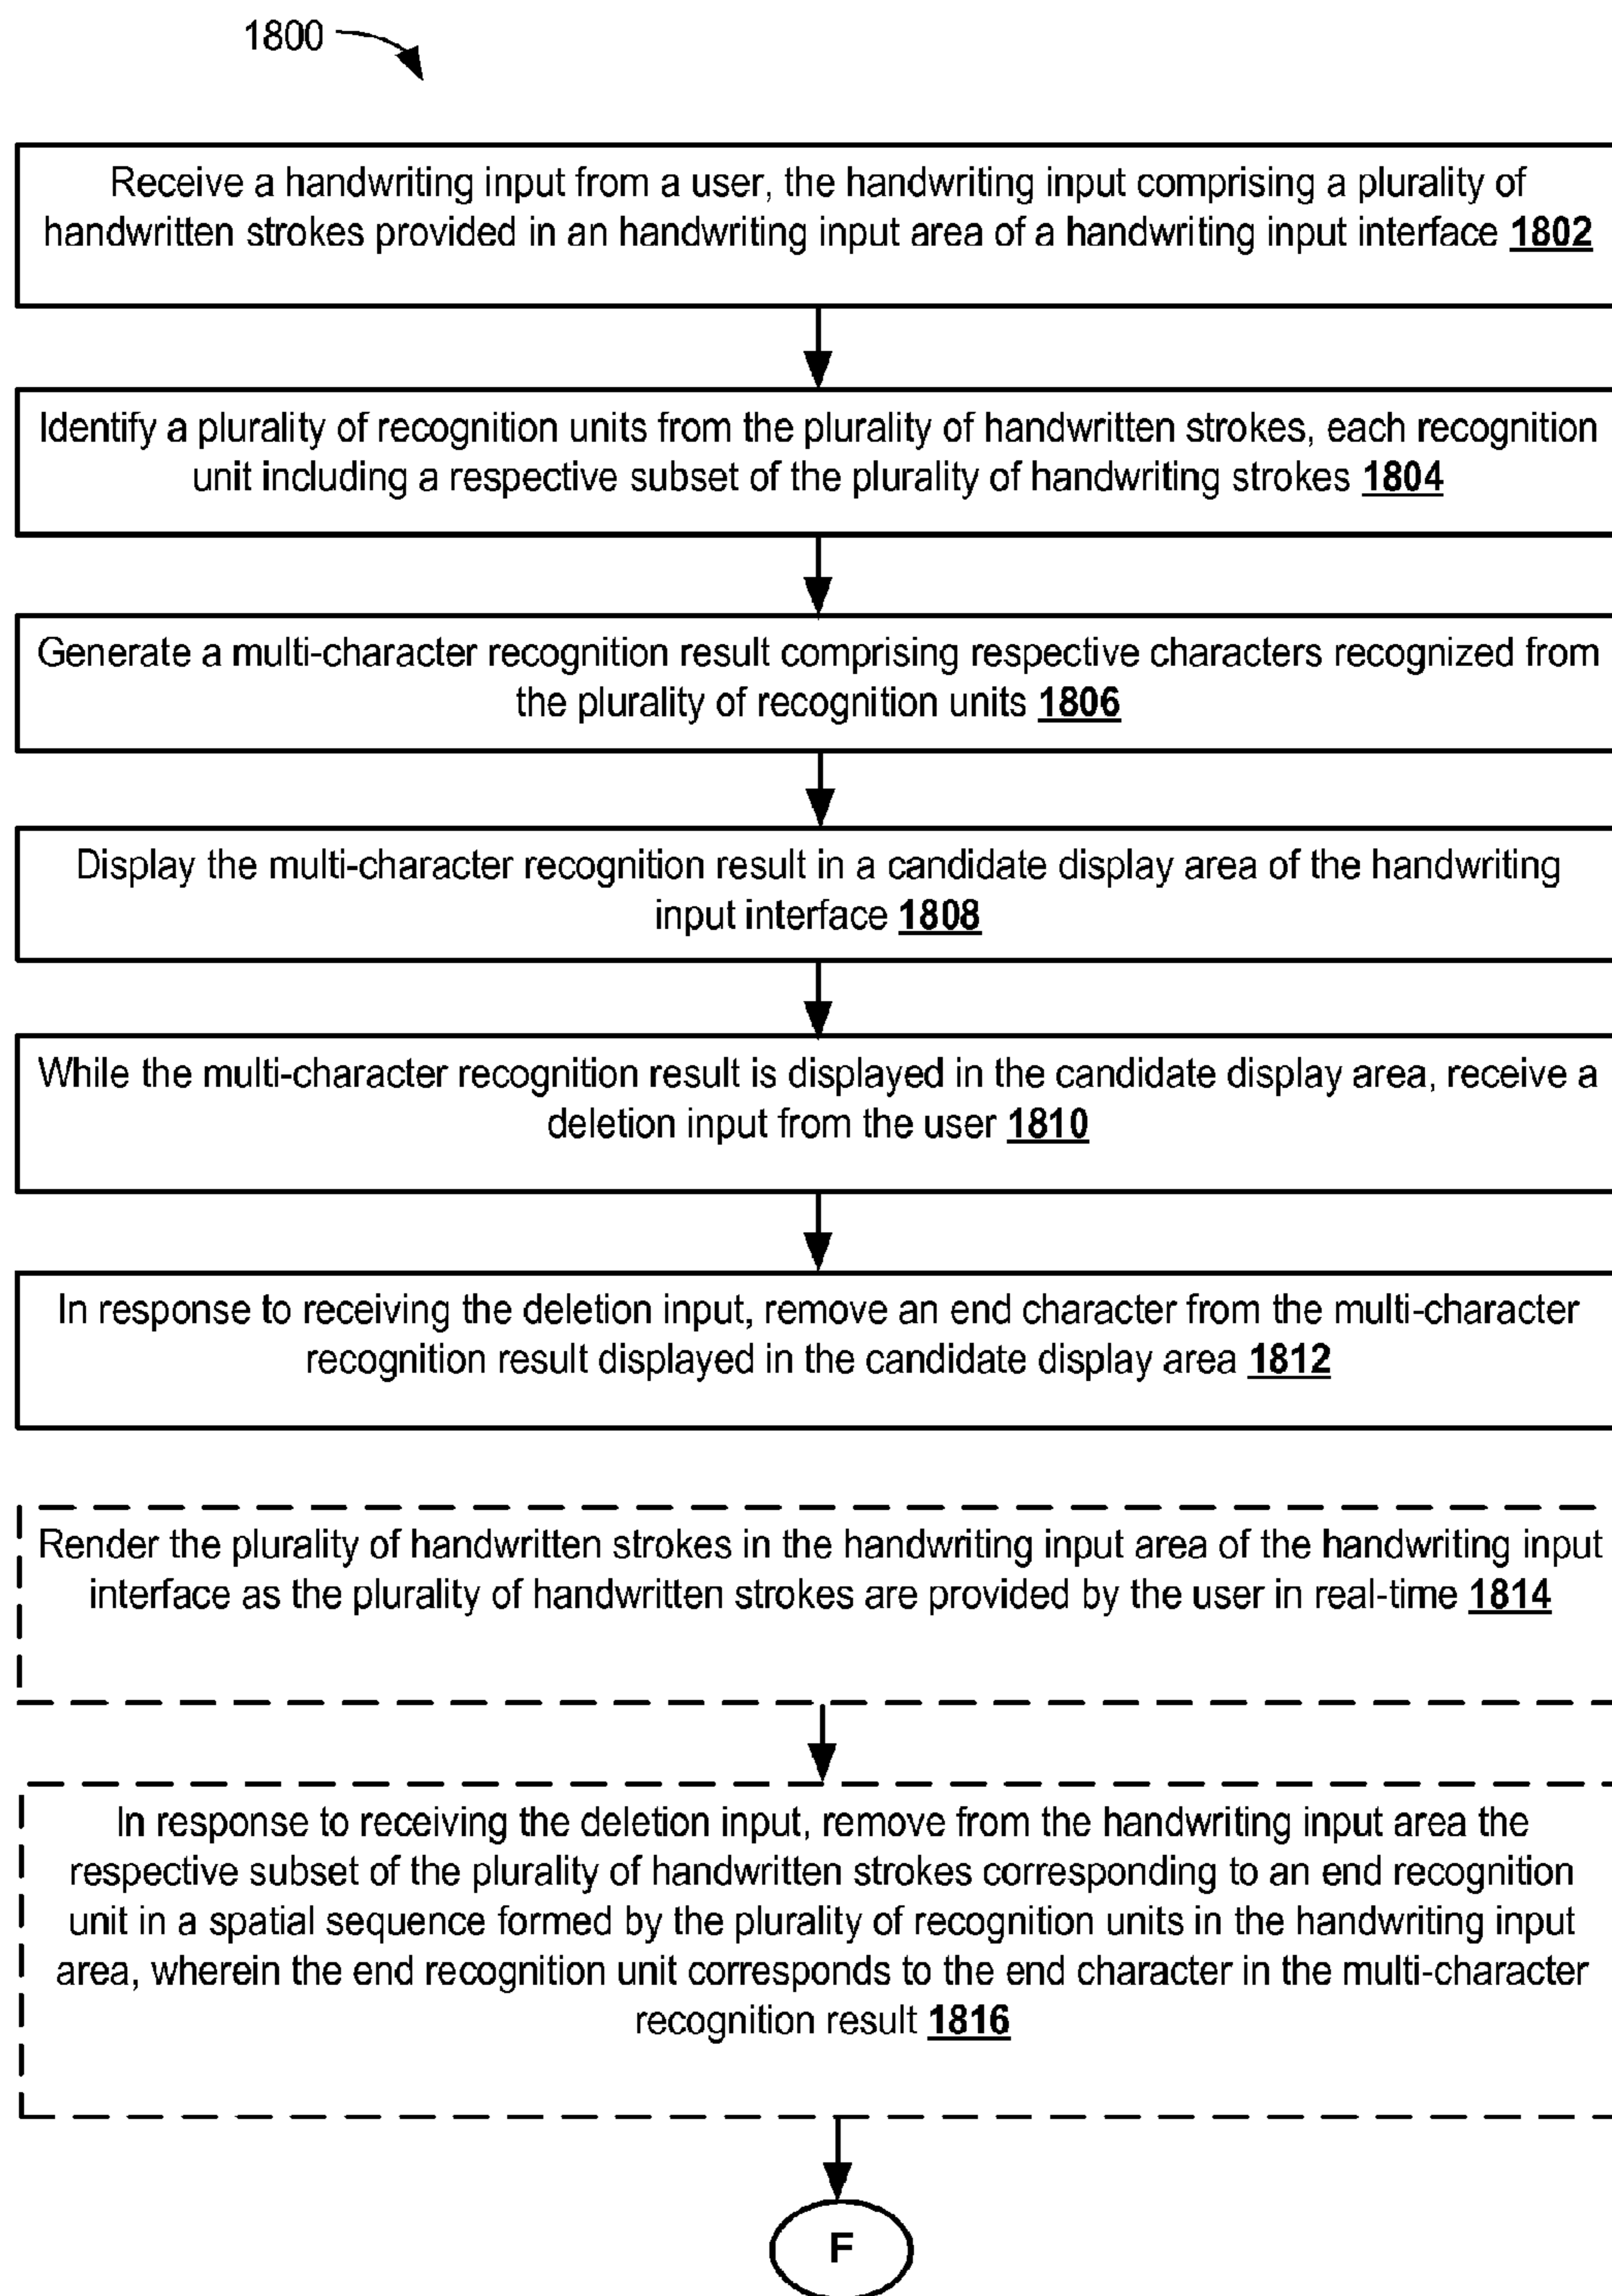 1800
Receive a handwriting input from a user, the handwriting input comprising a plurality of
handwritten strokes provided in an handwriting input area of a handwriting input interface 1802
Identify a plurality of recognition units from the plurality of handwritten strokes, each recognition
unit including a respective subset of the plurality of handwriting strokes 1804
Generate a multi-character recognition result comprising respective characters recognized from
the plurality of recognition units 1806
Display the multi-character recognition result in a candidate display area of the handwriting
input interface 1808
While the multi-character recognition result is displayed in the candidate display area, receive a
deletion input from the user 1810
In response to receiving the deletion input, remove an end character from the multi-character
recognition result displayed in the candidate display area 1812
Render the plurality of handwritten strokes in the handwriting input area of the handwriting input
interface as the plurality of handwritten strokes are provided by the user in real-time 1814
In response to receiving the deletion input, remove from the handwriting input area the
respective subset of the plurality of handwritten strokes corresponding to an end recognition
unit in a spatial sequence formed by the plurality of recognition units in the handwriting input
area, wherein the end recognition unit corresponds to the end character in the multi-character
recognition result 1816
F